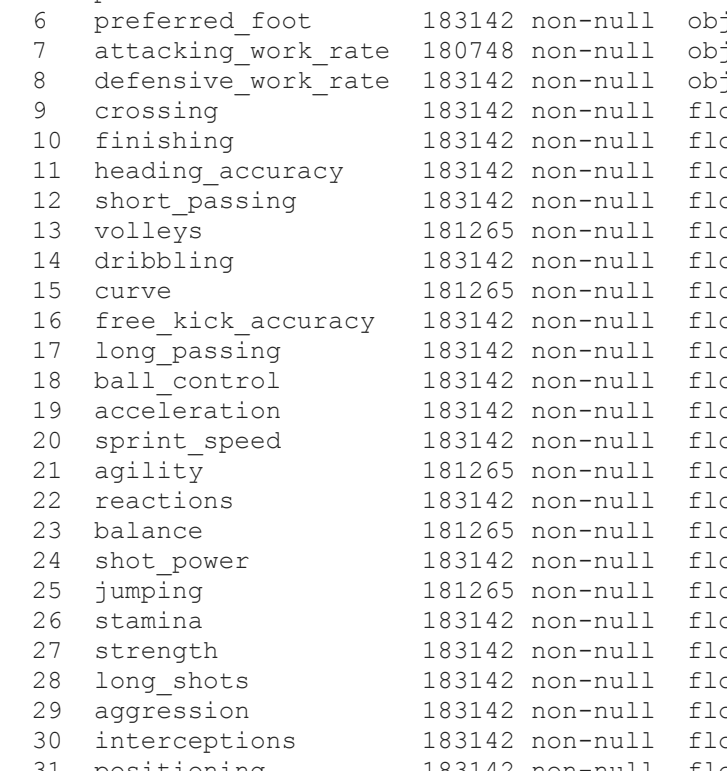 6 preferred_foot 183142 non-null obj
7 attacking_work_rate 180748 non-null obj
8 defensive_work_rate 183142 non-null obj
9 crossing 183142 non-null flo
10 finishing 183142 non-null flo
11 heading_accuracy 183142 non-null flo
12 short_passing 183142 non-null flo
13 volleys 181265 non-null flo
14 dribbling 183142 non-null flo
15 curve 181265 non-null flo
16 free_kick_accuracy 183142 non-null flo
17 long_passing 183142 non-null flo
18 ball_control 183142 non-null flo
19 acceleration 183142 non-null flo
20 sprint_speed 183142 non-null flo
21 agility 181265 non-null flo
22 reactions 183142 non-null flo
23 balance 181265 non-null flo
24 shot_power 183142 non-null flo
25 jumping 181265 non-null flo
26 stamina 183142 non-null flo
27 strength 183142 non-null flo
28 long_shots 183142 non-null flo
29 aggression 183142 non-null flo
30 interceptions 183142 non-null flo
31 positioning 183142 non-null flo